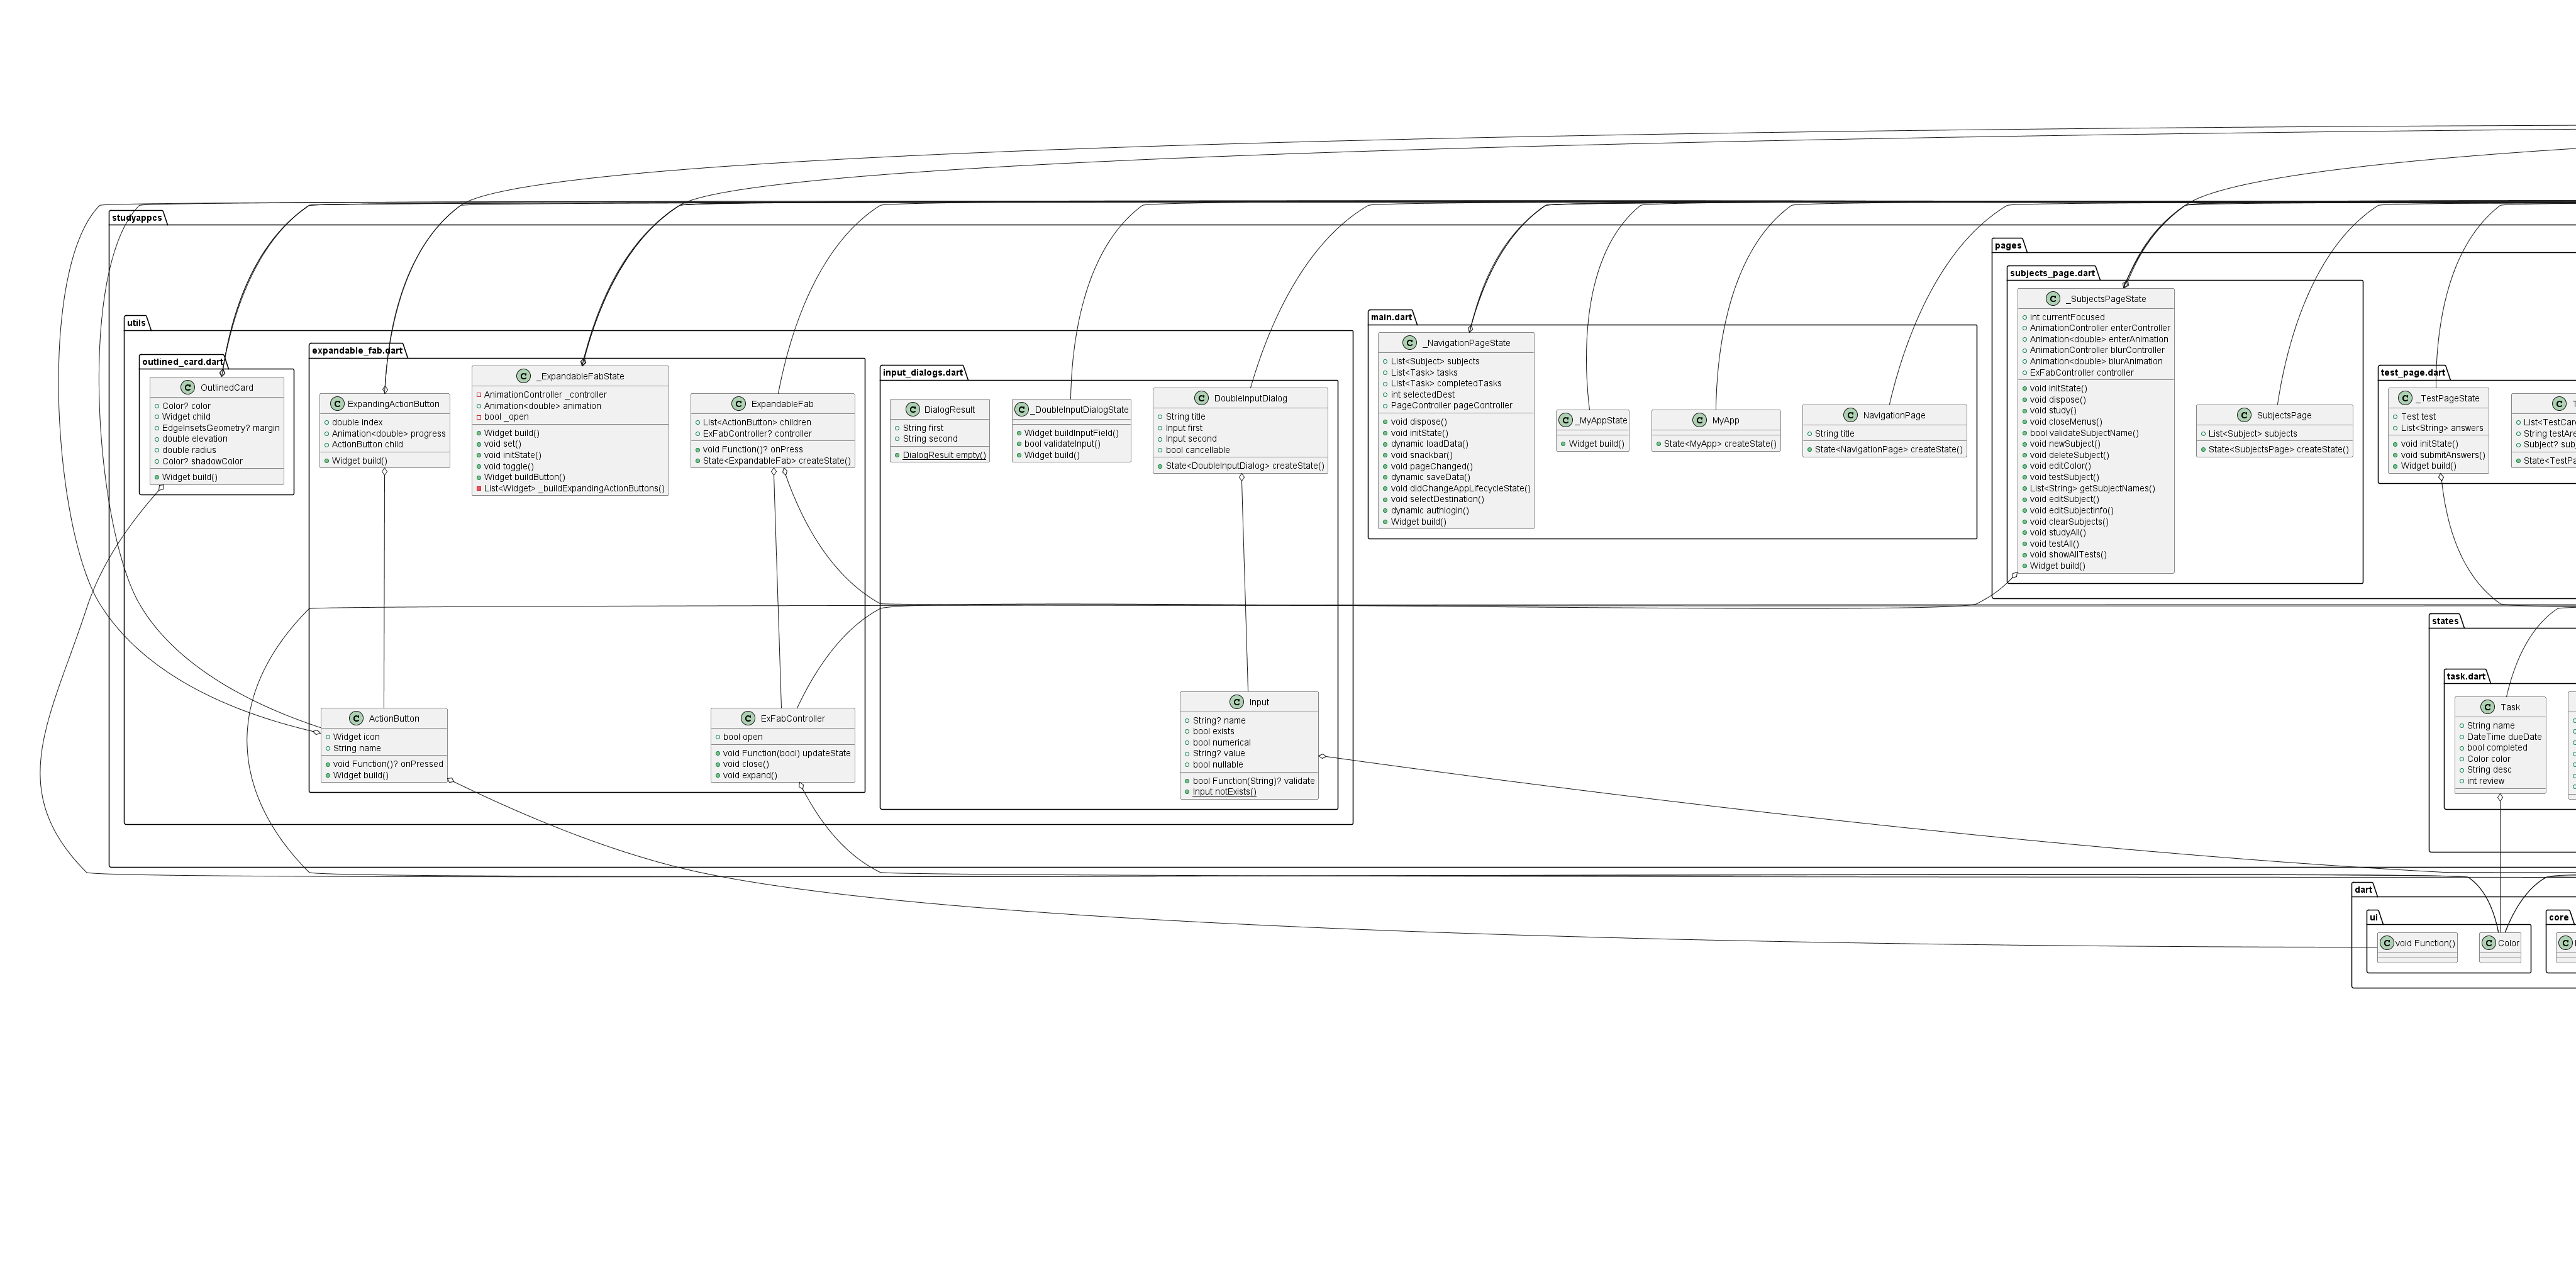 studyappcs
utils
outlined_card.dart
C OutlinedCard
Color? color
Widget child
EdgeInsetsGeometry? margin
double elevation
double radius
Color? shadowColor
Widget build()
expandable_fab.dart
C ExpandingActionButton
double index
Animation<double> progress
ActionButton child
Widget build()
C _ExpandableFabState
AnimationController _controller
Animation<double> animation
bool _open
Widget build()
void set()
void initState()
void toggle()
Widget buildButton()
List<Widget> _buildExpandingActionButtons()
C ExpandableFab
List<ActionButton> children
ExFabController? controller
void Function()? onPress
State<ExpandableFab> createState()
C ActionButton
Widget icon
String name
void Function()? onPressed
Widget build()
C ExFabController
bool open
void Function(bool) updateState
void close()
void expand()
input_dialogs.dart
C DialogResult
String first
String second
DialogResult empty()
C _DoubleInputDialogState
Widget buildInputField()
bool validateInput()
Widget build()
C DoubleInputDialog
String title
Input first
Input second
bool cancellable
State<DoubleInputDialog> createState()
C Input
String? name
bool exists
bool numerical
String? value
bool nullable
bool Function(String)? validate
Input notExists()
main.dart
C _NavigationPageState
List<Subject> subjects
List<Task> tasks
List<Task> completedTasks
int selectedDest
PageController pageController
void dispose()
void initState()
dynamic loadData()
void snackbar()
void pageChanged()
dynamic saveData()
void didChangeAppLifecycleState()
void selectDestination()
dynamic authlogin()
Widget build()
C _MyAppState
Widget build()
C MyApp
State<MyApp> createState()
C NavigationPage
String title
State<NavigationPage> createState()
pages
subjects_page.dart
C _SubjectsPageState
int currentFocused
AnimationController enterController
Animation<double> enterAnimation
AnimationController blurController
Animation<double> blurAnimation
ExFabController controller
void initState()
void dispose()
void study()
void closeMenus()
bool validateSubjectName()
void newSubject()
void deleteSubject()
void editColor()
void testSubject()
List<String> getSubjectNames()
void editSubject()
void editSubjectInfo()
void clearSubjects()
void studyAll()
void testAll()
void showAllTests()
Widget build()
C SubjectsPage
List<Subject> subjects
State<SubjectsPage> createState()
test_page.dart
C _TestPageState
Test test
List<String> answers
void initState()
void submitAnswers()
Widget build()
C T
List<TestCar
String testAre
Subject? subj
State<TestPa
states
task.dart
C Task
String name
DateTime dueDate
bool completed
Color color
String desc
int review
dart
ui
C void Function()
C Color
core
C